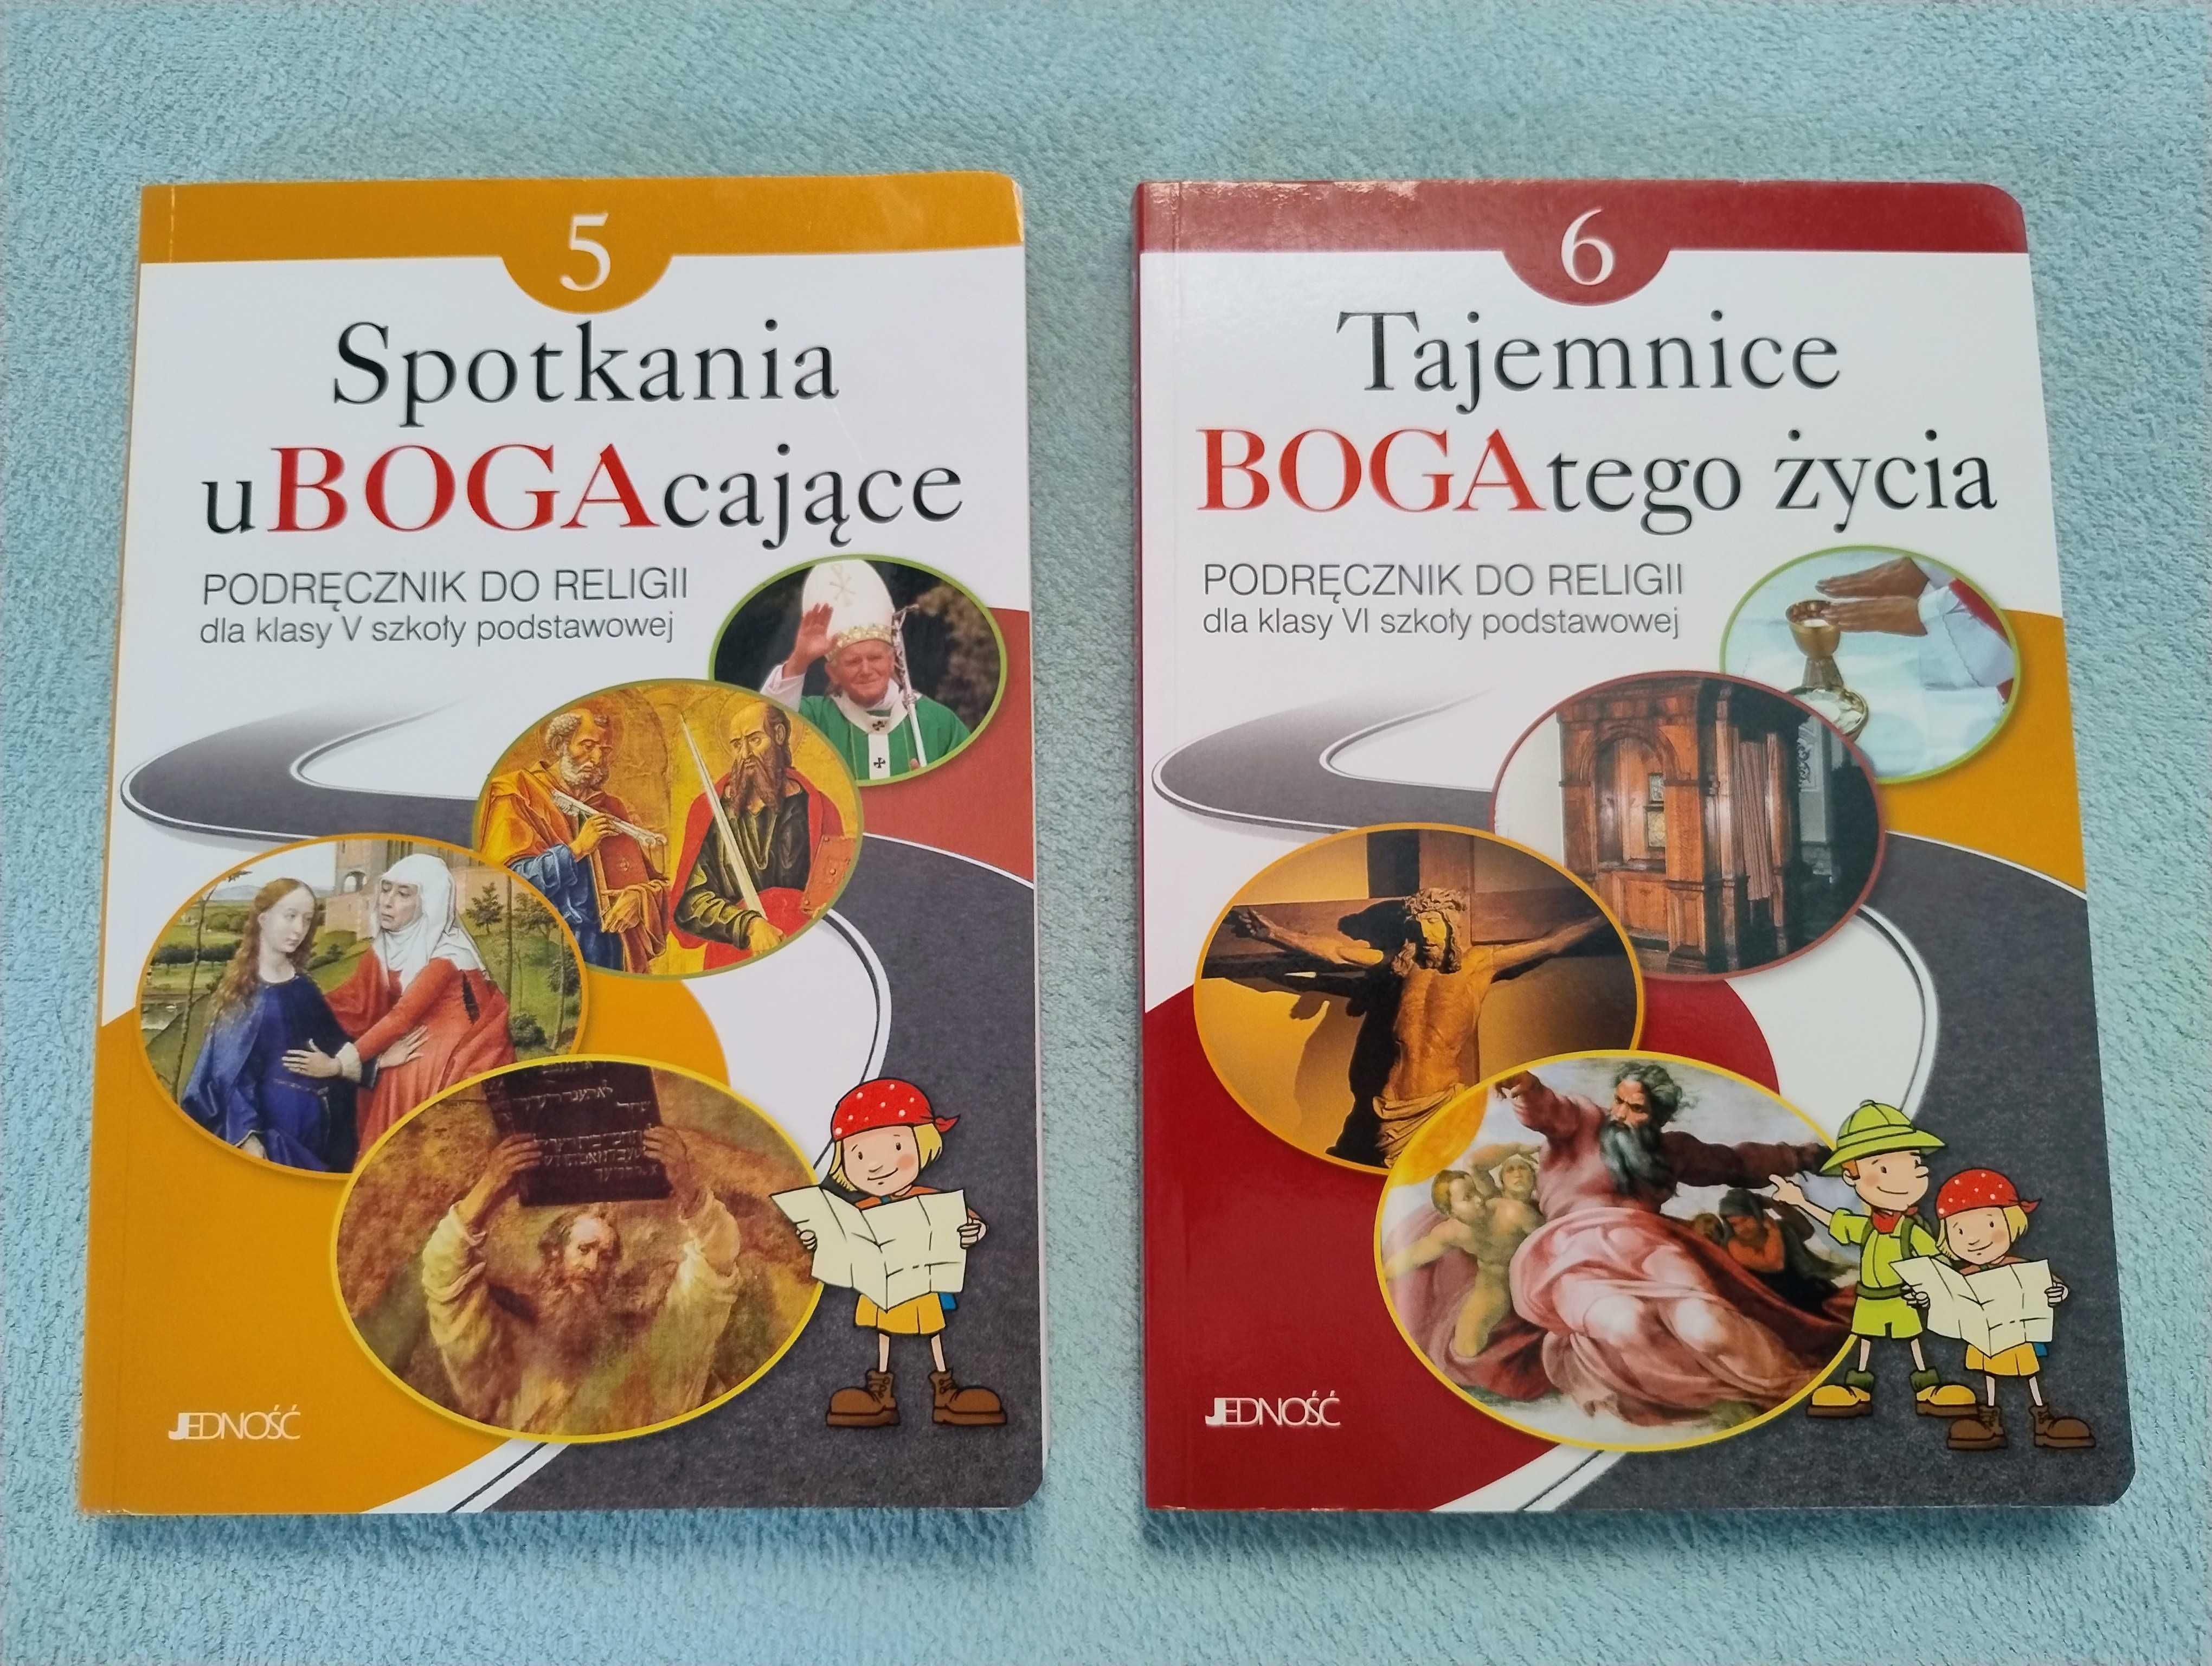 5
Spotkania
uBOGAcające
PODRĘCZNIK DO RELIGII
dla klasy V szkoły podstawowej
JEDNOŚĆ
6
Tajemnice
BOGAtego życia
PODRĘCZNIK DO RELIGII
dla klasy VI szkoły podstawowej
JEDNOŚĆ